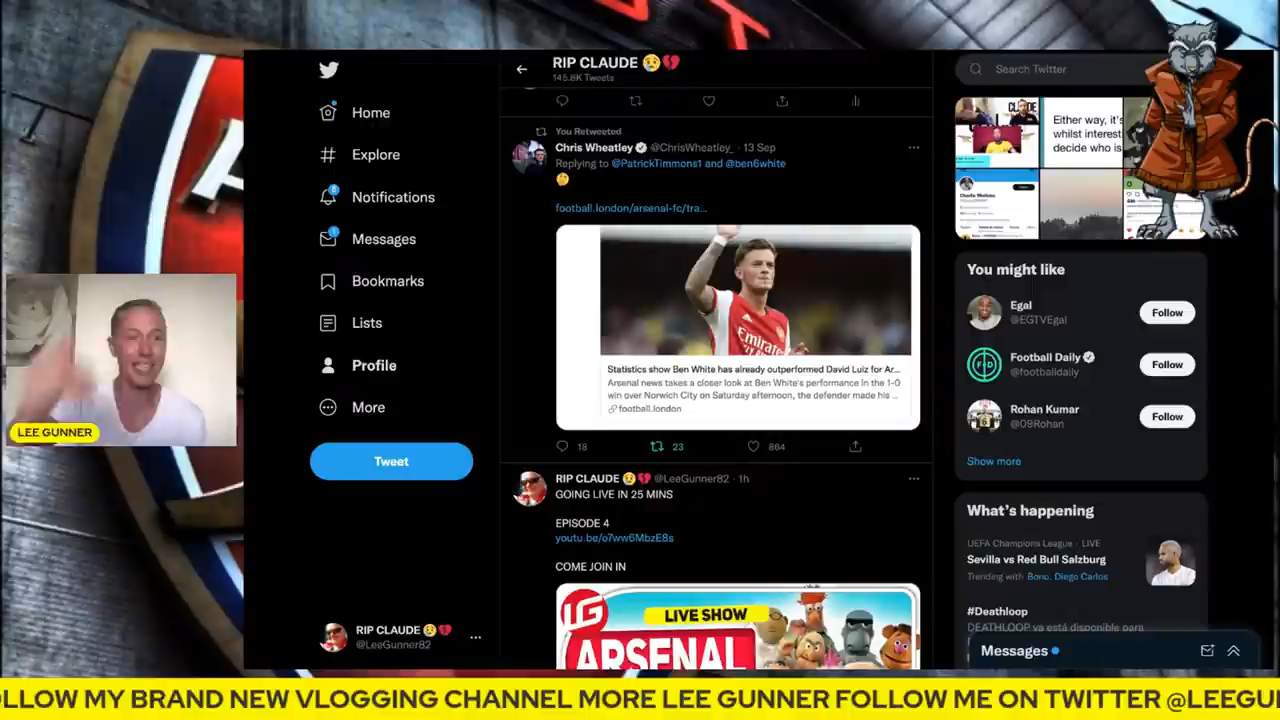 RIP CLAUDE 😢💔
145.8K Tweets
Search Twitter
Home
Explore
8
Notifications
1
Messages
Bookmarks
Lists
Profile
More
Tweet
RIP CLAUDE 😢💔
@LeeGunner82
You Retweeted
Chris Wheatley @ChrisWheatley_ · 13 Sep
Replying to @PatrickTimmons1 and @ben6white
🤔
football.london/arsenal-fc/tra...
Emirates
Statistics show Ben White has already outperformed David Luiz for Ar...
Arsenal news takes a closer look at Ben White's performance in the 1-0
win over Norwich City on Saturday afternoon, the defender made his ...
football.london
18 23 864
RIP CLAUDE 😢💔 @LeeGunner82 · 1h
GOING LIVE IN 25 MINS
EPISODE 4
youtu.be/o7ww6MbzE8s
COME JOIN IN
LG
LIVE SHOW
ARSENAL
Either way, it's
whilst interest
decide who is
You might like
Egal
@EGTVEgal
Follow
Football Daily
@footballdaily
Follow
Rohan Kumar
@09Rohan
Follow
Show more
What's happening
UEFA Champions League · LIVE
Sevilla vs Red Bull Salzburg
Trending with Bono, Diego Carlos
#Deathloop
DEATHLOOP ya está disponible para
Messages
LEE GUNNER
OLLOW MY BRAND NEW VLOGGING CHANNEL MORE LEE GUNNER FOLLOW ME ON TWITTER @LEEGU